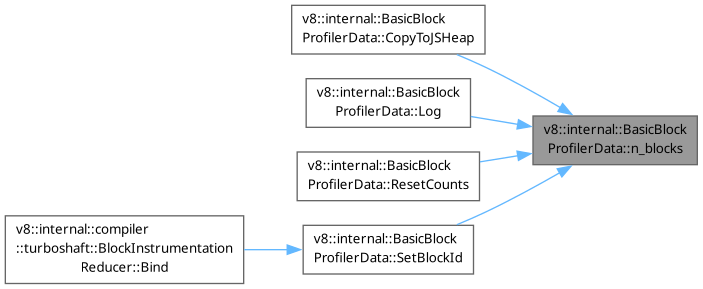 v8::internal::BasicBlock
ProfilerData::CopyToJSHeap
v8::internal::BasicBlock
ProfilerData::Log
v8::internal::BasicBlock
ProfilerData::n_blocks
v8::internal::BasicBlock
ProfilerData::ResetCounts
v8::internal::compiler
::turboshaft::BlockInstrumentation
Reducer::Bind
v8::internal::BasicBlock
ProfilerData::SetBlockId